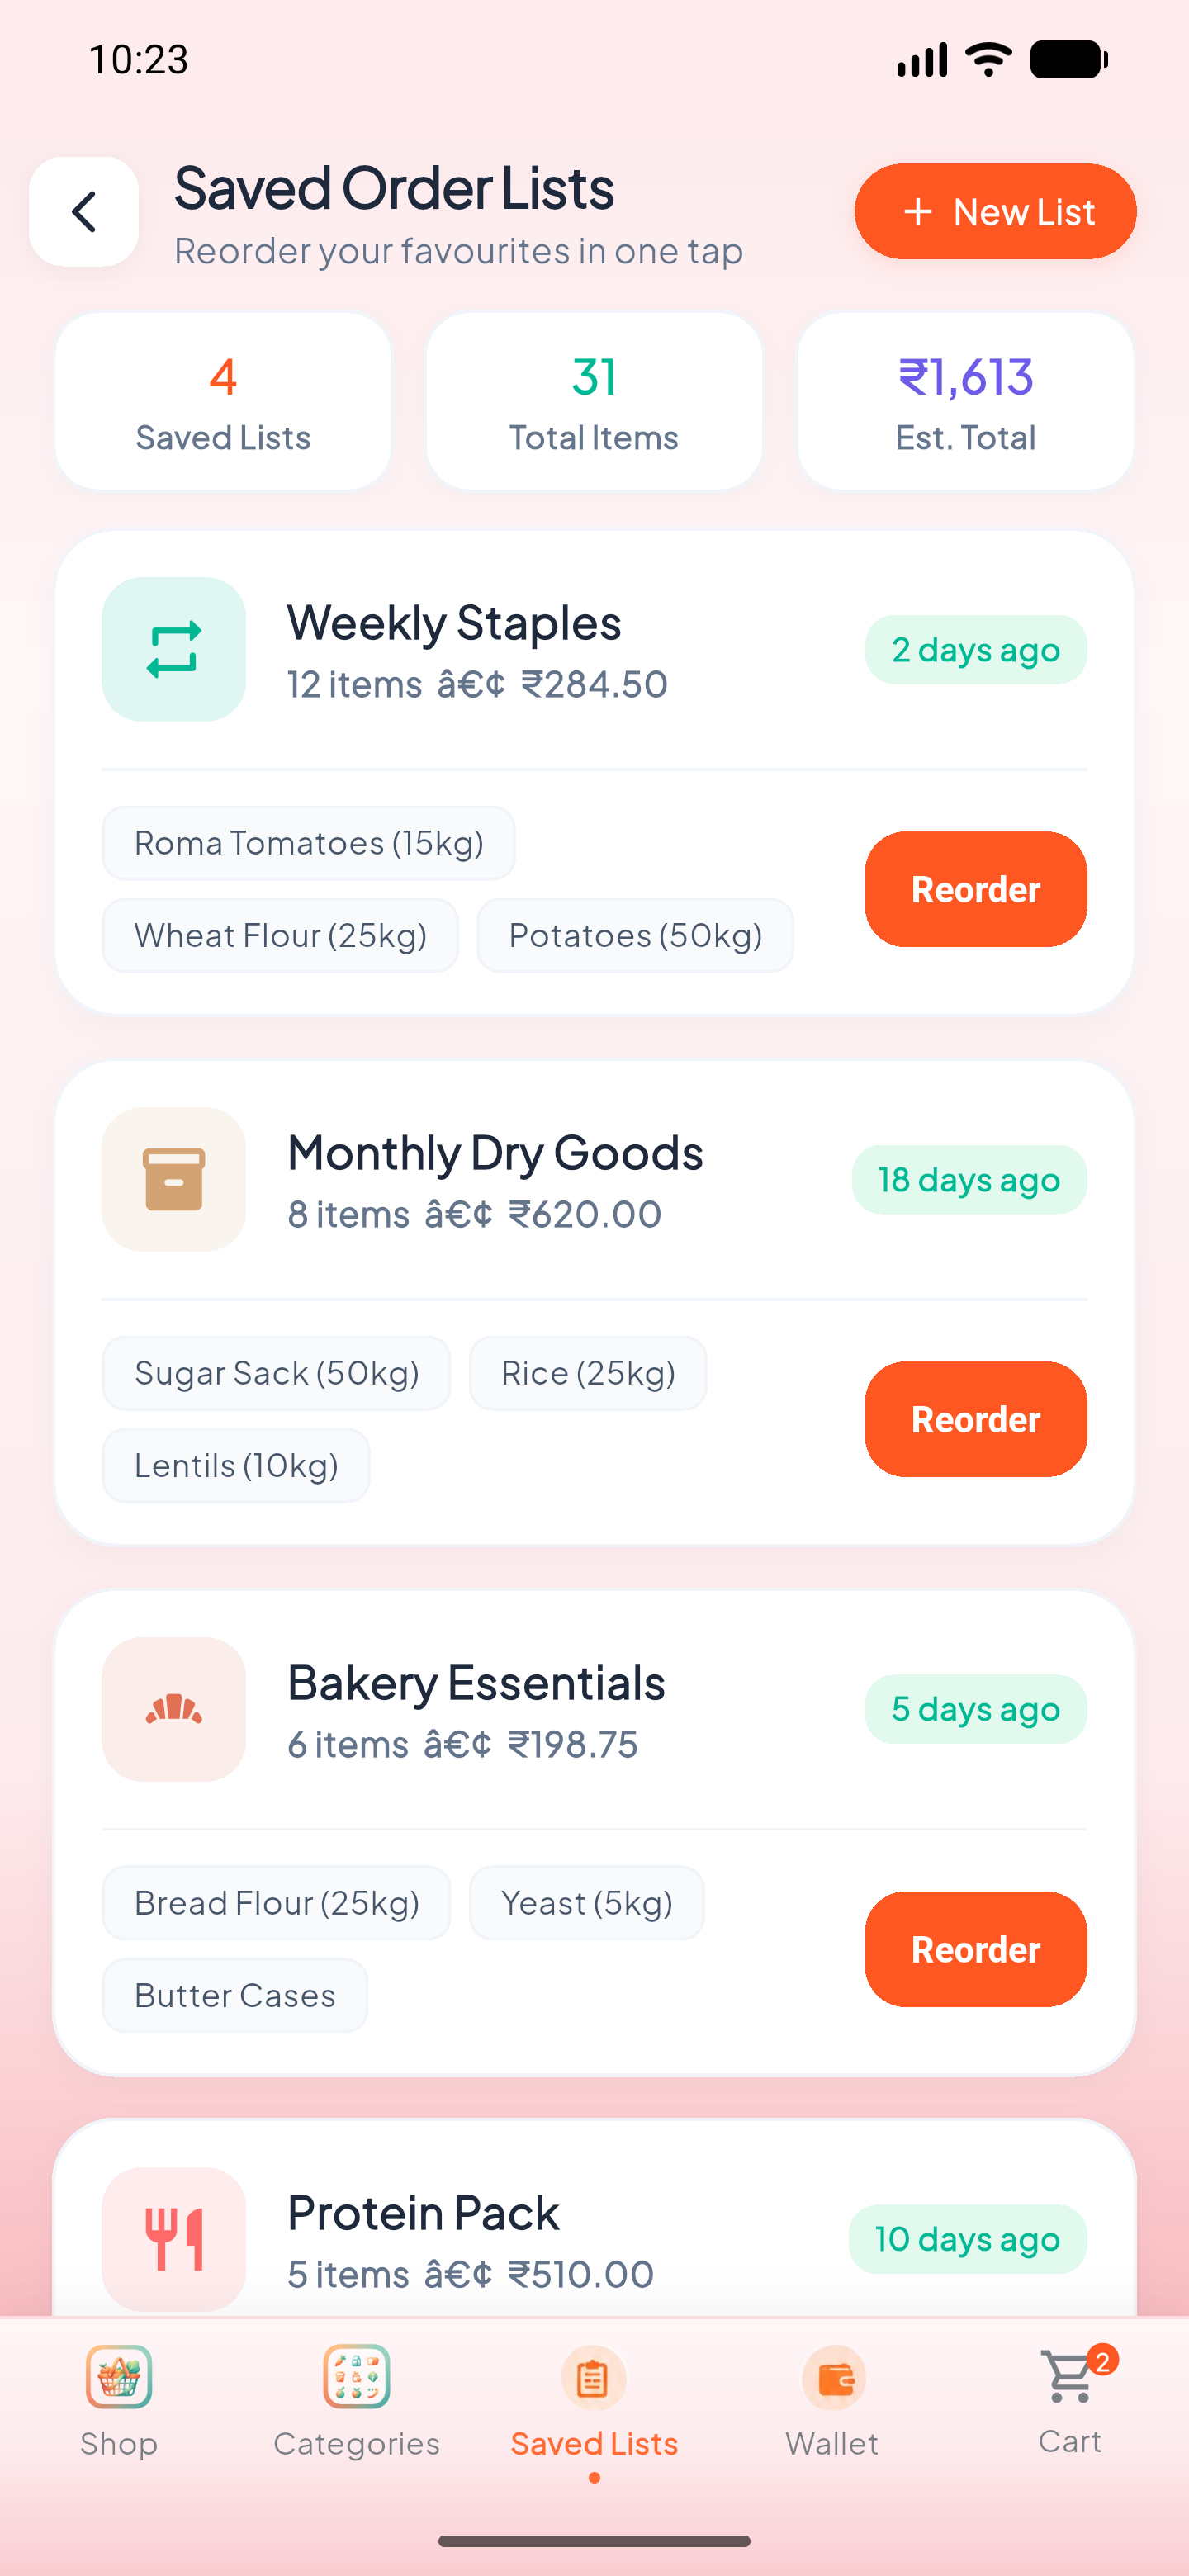 10:23
Saved Order Lists
Reorder your favourites in one tap
+ New List
4
Saved Lists
31
Total Items
₹1,613
Est. Total
Weekly Staples
12 items â€¢ ₹284.50
2 days ago
Roma Tomatoes (15kg)
Wheat Flour (25kg)
Potatoes (50kg)
Reorder
Monthly Dry Goods
8 items â€¢ ₹620.00
18 days ago
Sugar Sack (50kg)
Rice (25kg)
Lentils (10kg)
Reorder
Bakery Essentials
6 items â€¢ ₹198.75
5 days ago
Bread Flour (25kg)
Yeast (5kg)
Butter Cases
Reorder
Protein Pack
5 items â€¢ ₹510.00
10 days ago
Shop
Categories
Saved Lists
Wallet
2
Cart